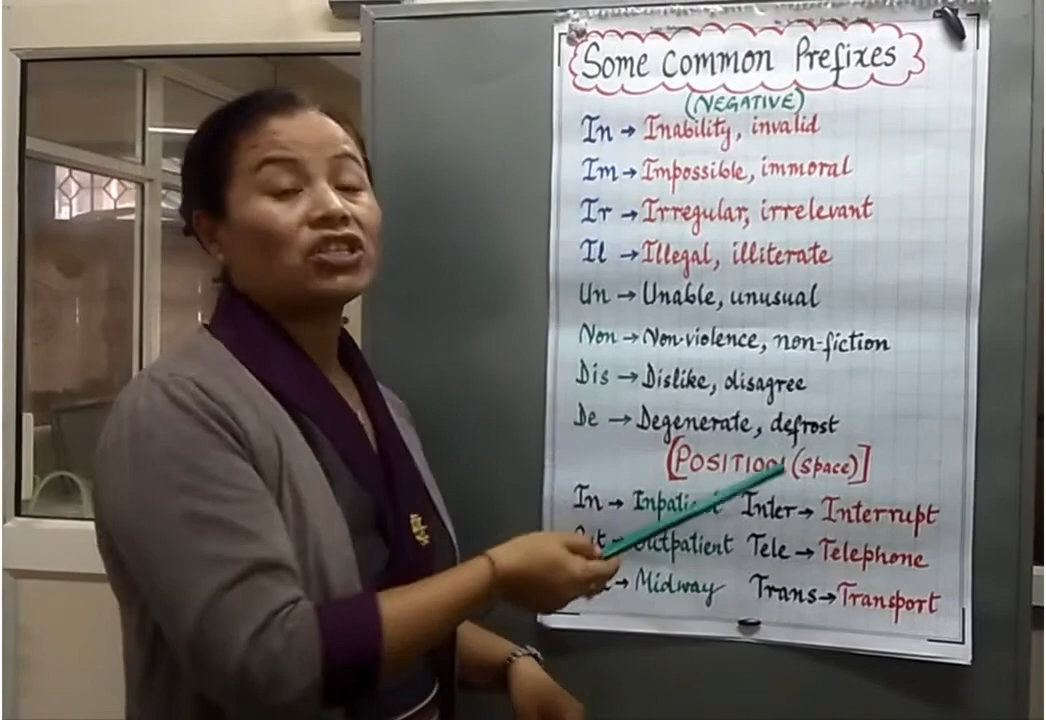 Some common Prefixes
(NEGATIVE)
In → Inability, invalid
Im → Impossible, immoral
Ir → Irregular, irrelevant
Il → Illegal, illiterate
Un → Unable, unusual
Non → Non-violence, non-fiction
Dis → Dislike, disagree
De → Degenerate, defrost
[POSITION (Space)]
In → Inpatient Inter → Interrupt
→ Outpatient Tele → Telephone
→ Midway Trans → Transport